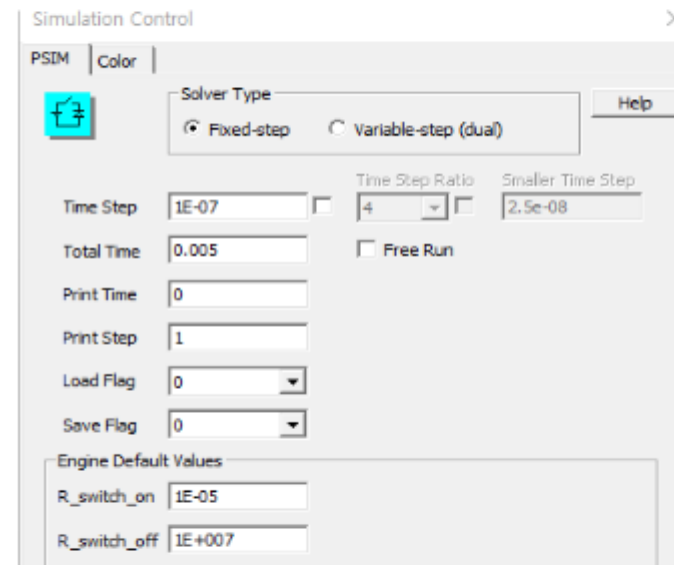 Simulation Control
PSIM Color
Solver Type
Fixed-step Variable-step (dual) Help
Time Step Ratio Smaller Time Step
Time Step 1E-07 4 2.5e-08
Total Time 0.005 Free Run
Print Time 0
Print Step 1
Load Flag 0
Save Flag 0
Engine Default Values
R_switch_on 1E-05
R_switch_off 1E+007